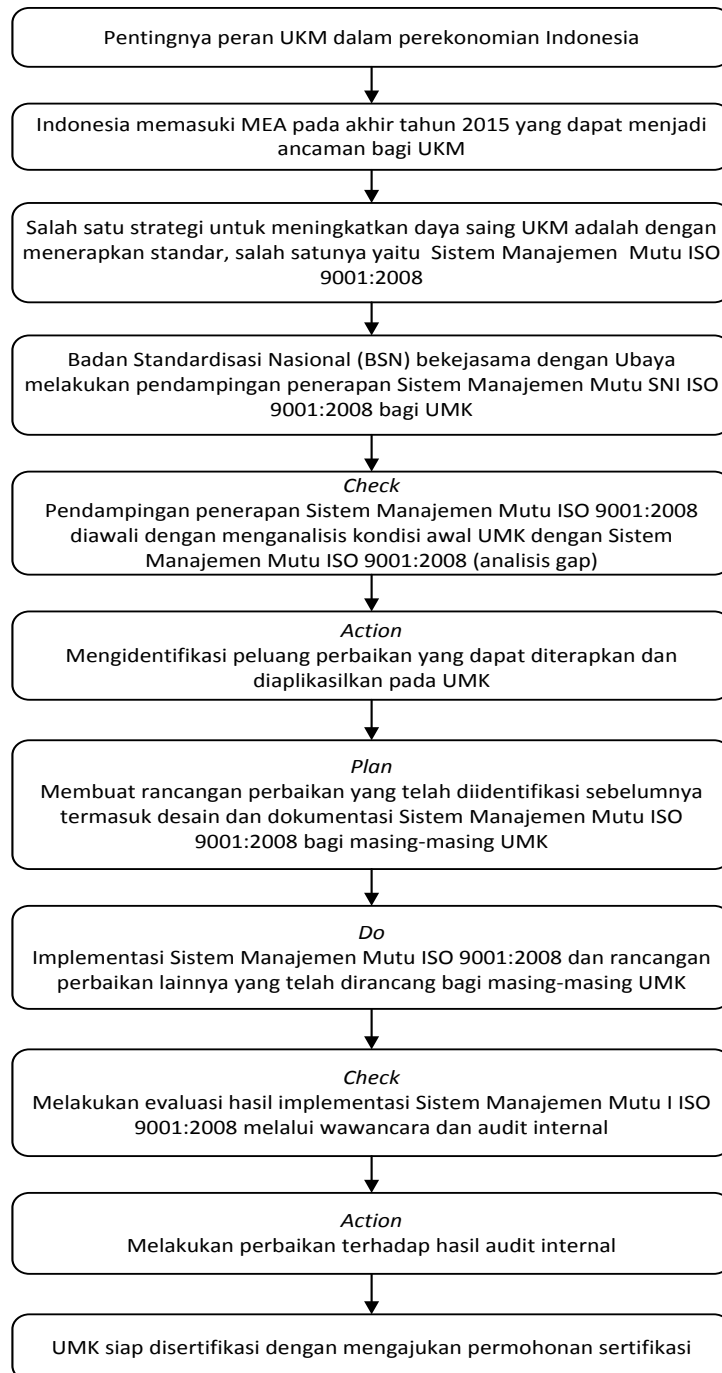 Pentingnya peran UKM dalam perekonomian Indonesia
Indonesia memasuki MEA pada akhir tahun 2015 yang dapat menjadi
ancaman bagi UKM
Salah satu strategi untuk meningkatkan daya saing UKM adalah dengan
menerapkan standar, salah satunya yaitu Sistem Manajemen Mutu ISO
9001:2008
Badan Standardisasi Nasional (BSN) bekejasama dengan Ubaya
melakukan pendampingan penerapan Sistem Manajemen Mutu SNI ISO
9001:2008 bagi UMK
Check
Pendampingan penerapan Sistem Manajemen Mutu ISO 9001:2008
diawali dengan menganalisis kondisi awal UMK dengan Sistem
Manajemen Mutu ISO 9001:2008 (analisis gap)
Action
Mengidentifikasi peluang perbaikan yang dapat diterapkan dan
diaplikasilkan pada UMK
Plan
Membuat rancangan perbaikan yang telah diidentifikasi sebelumnya
termasuk desain dan dokumentasi Sistem Manajemen Mutu ISO
9001:2008 bagi masing-masing UMK
Do
Implementasi Sistem Manajemen Mutu ISO 9001:2008 dan rancangan
perbaikan lainnya yang telah dirancang bagi masing-masing UMK
Check
Melakukan evaluasi hasil implementasi Sistem Manajemen Mutu I ISO
9001:2008 melalui wawancara dan audit internal
Action
Melakukan perbaikan terhadap hasil audit internal
UMK siap disertifikasi dengan mengajukan permohonan sertifikasi